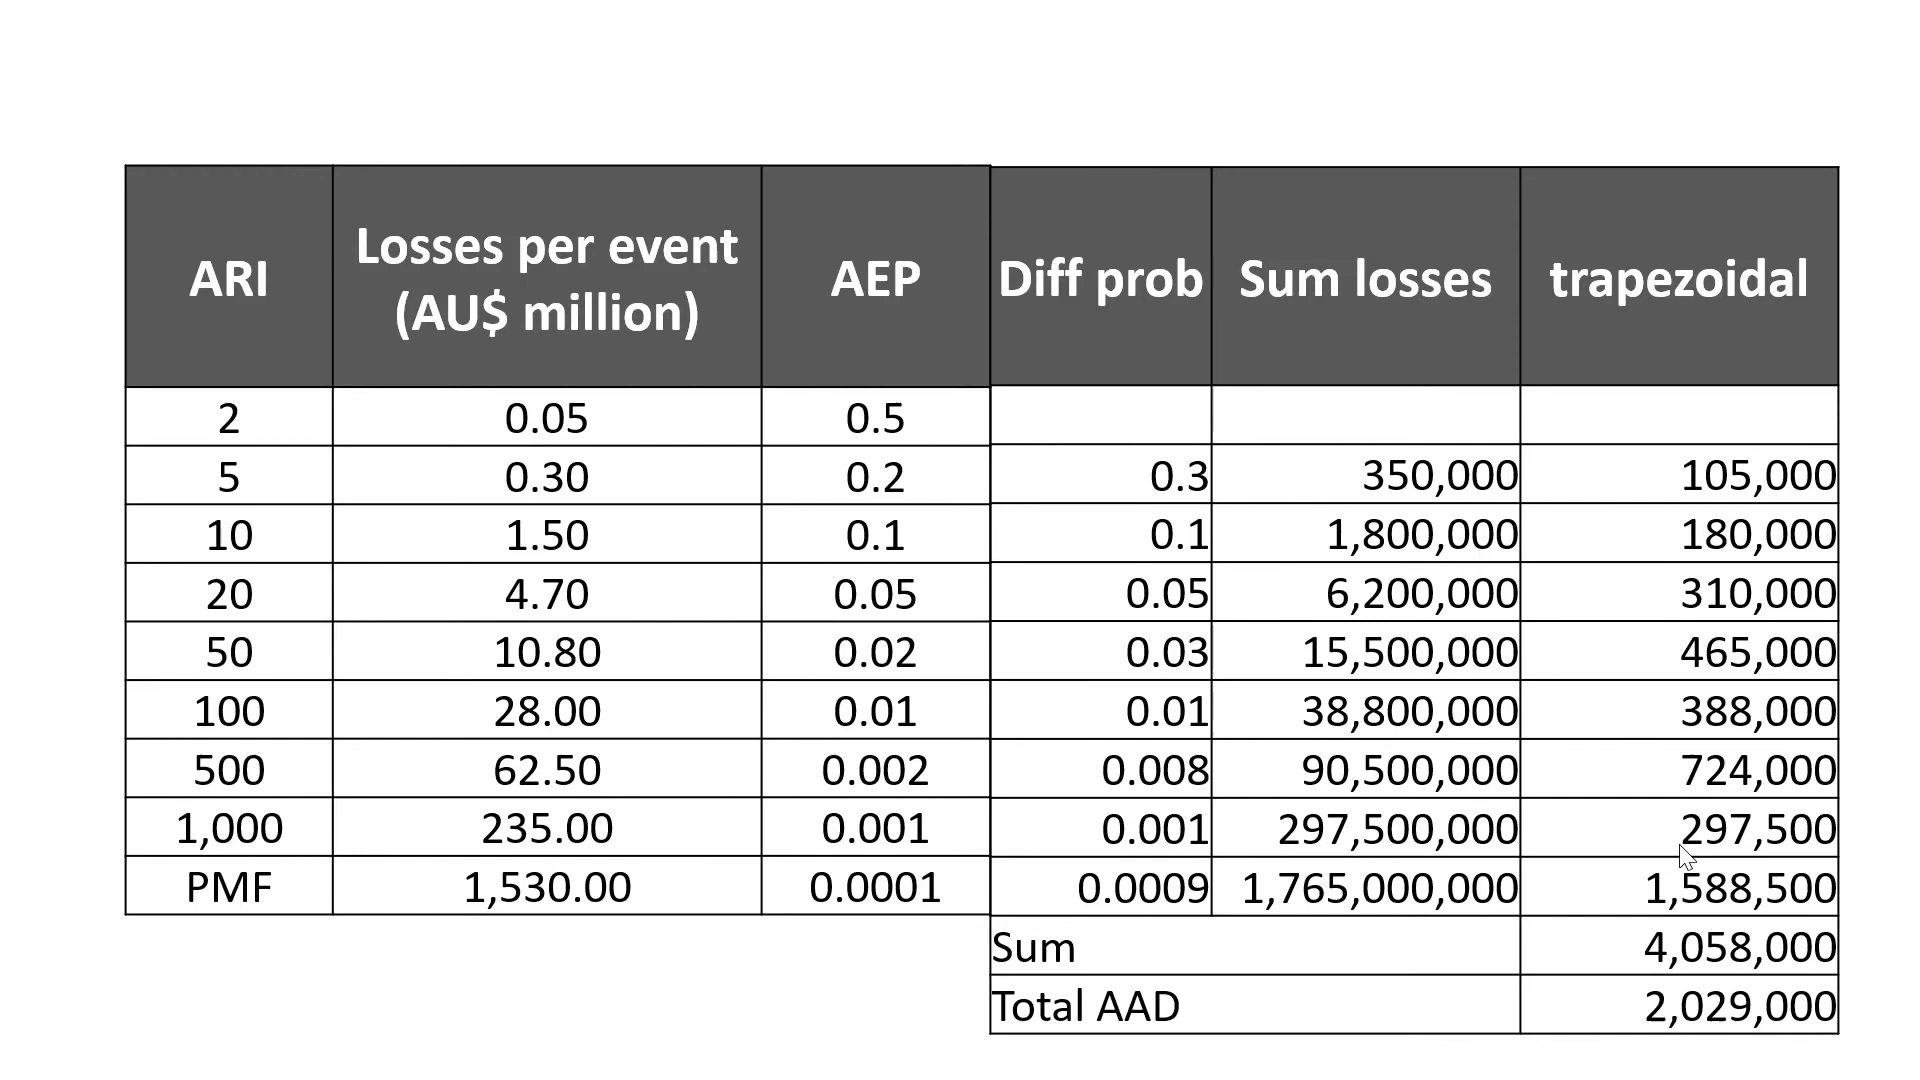 ARI Losses per event (AU$ million) AEP Diff prob Sum losses trapezoidal
2 0.05 0.5
5 0.30 0.2 0.3 350,000 105,000
10 1.50 0.1 0.1 1,800,000 180,000
20 4.70 0.05 0.05 6,200,000 310,000
50 10.80 0.02 0.03 15,500,000 465,000
100 28.00 0.01 0.01 38,800,000 388,000
500 62.50 0.002 0.008 90,500,000 724,000
1,000 235.00 0.001 0.001 297,500,000 297,500
PMF 1,530.00 0.0001 0.0009 1,765,000,000 1,588,500
Sum 4,058,000
Total AAD 2,029,000